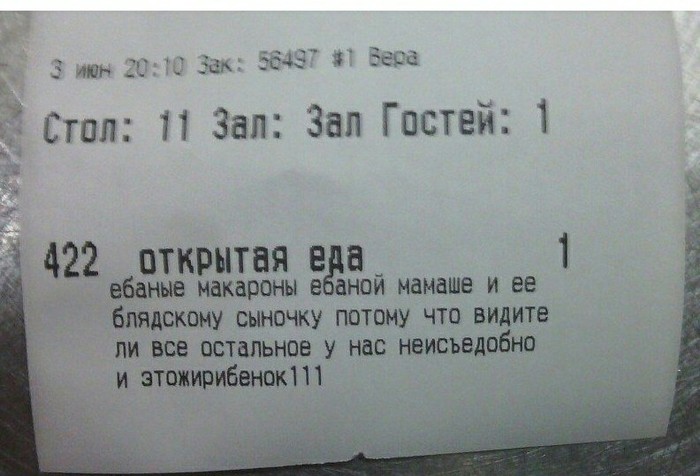 3 июн 20:10 Зак: 56497 #1 Вера
Стол: 11 Зал: Зал Гостей: 1
422 открытая еда 1
ебаные макароны ебаной мамаше и ее
блядскому сыночку потому что видите
ли все остальное у нас неисъедобно
и этожирибенок111